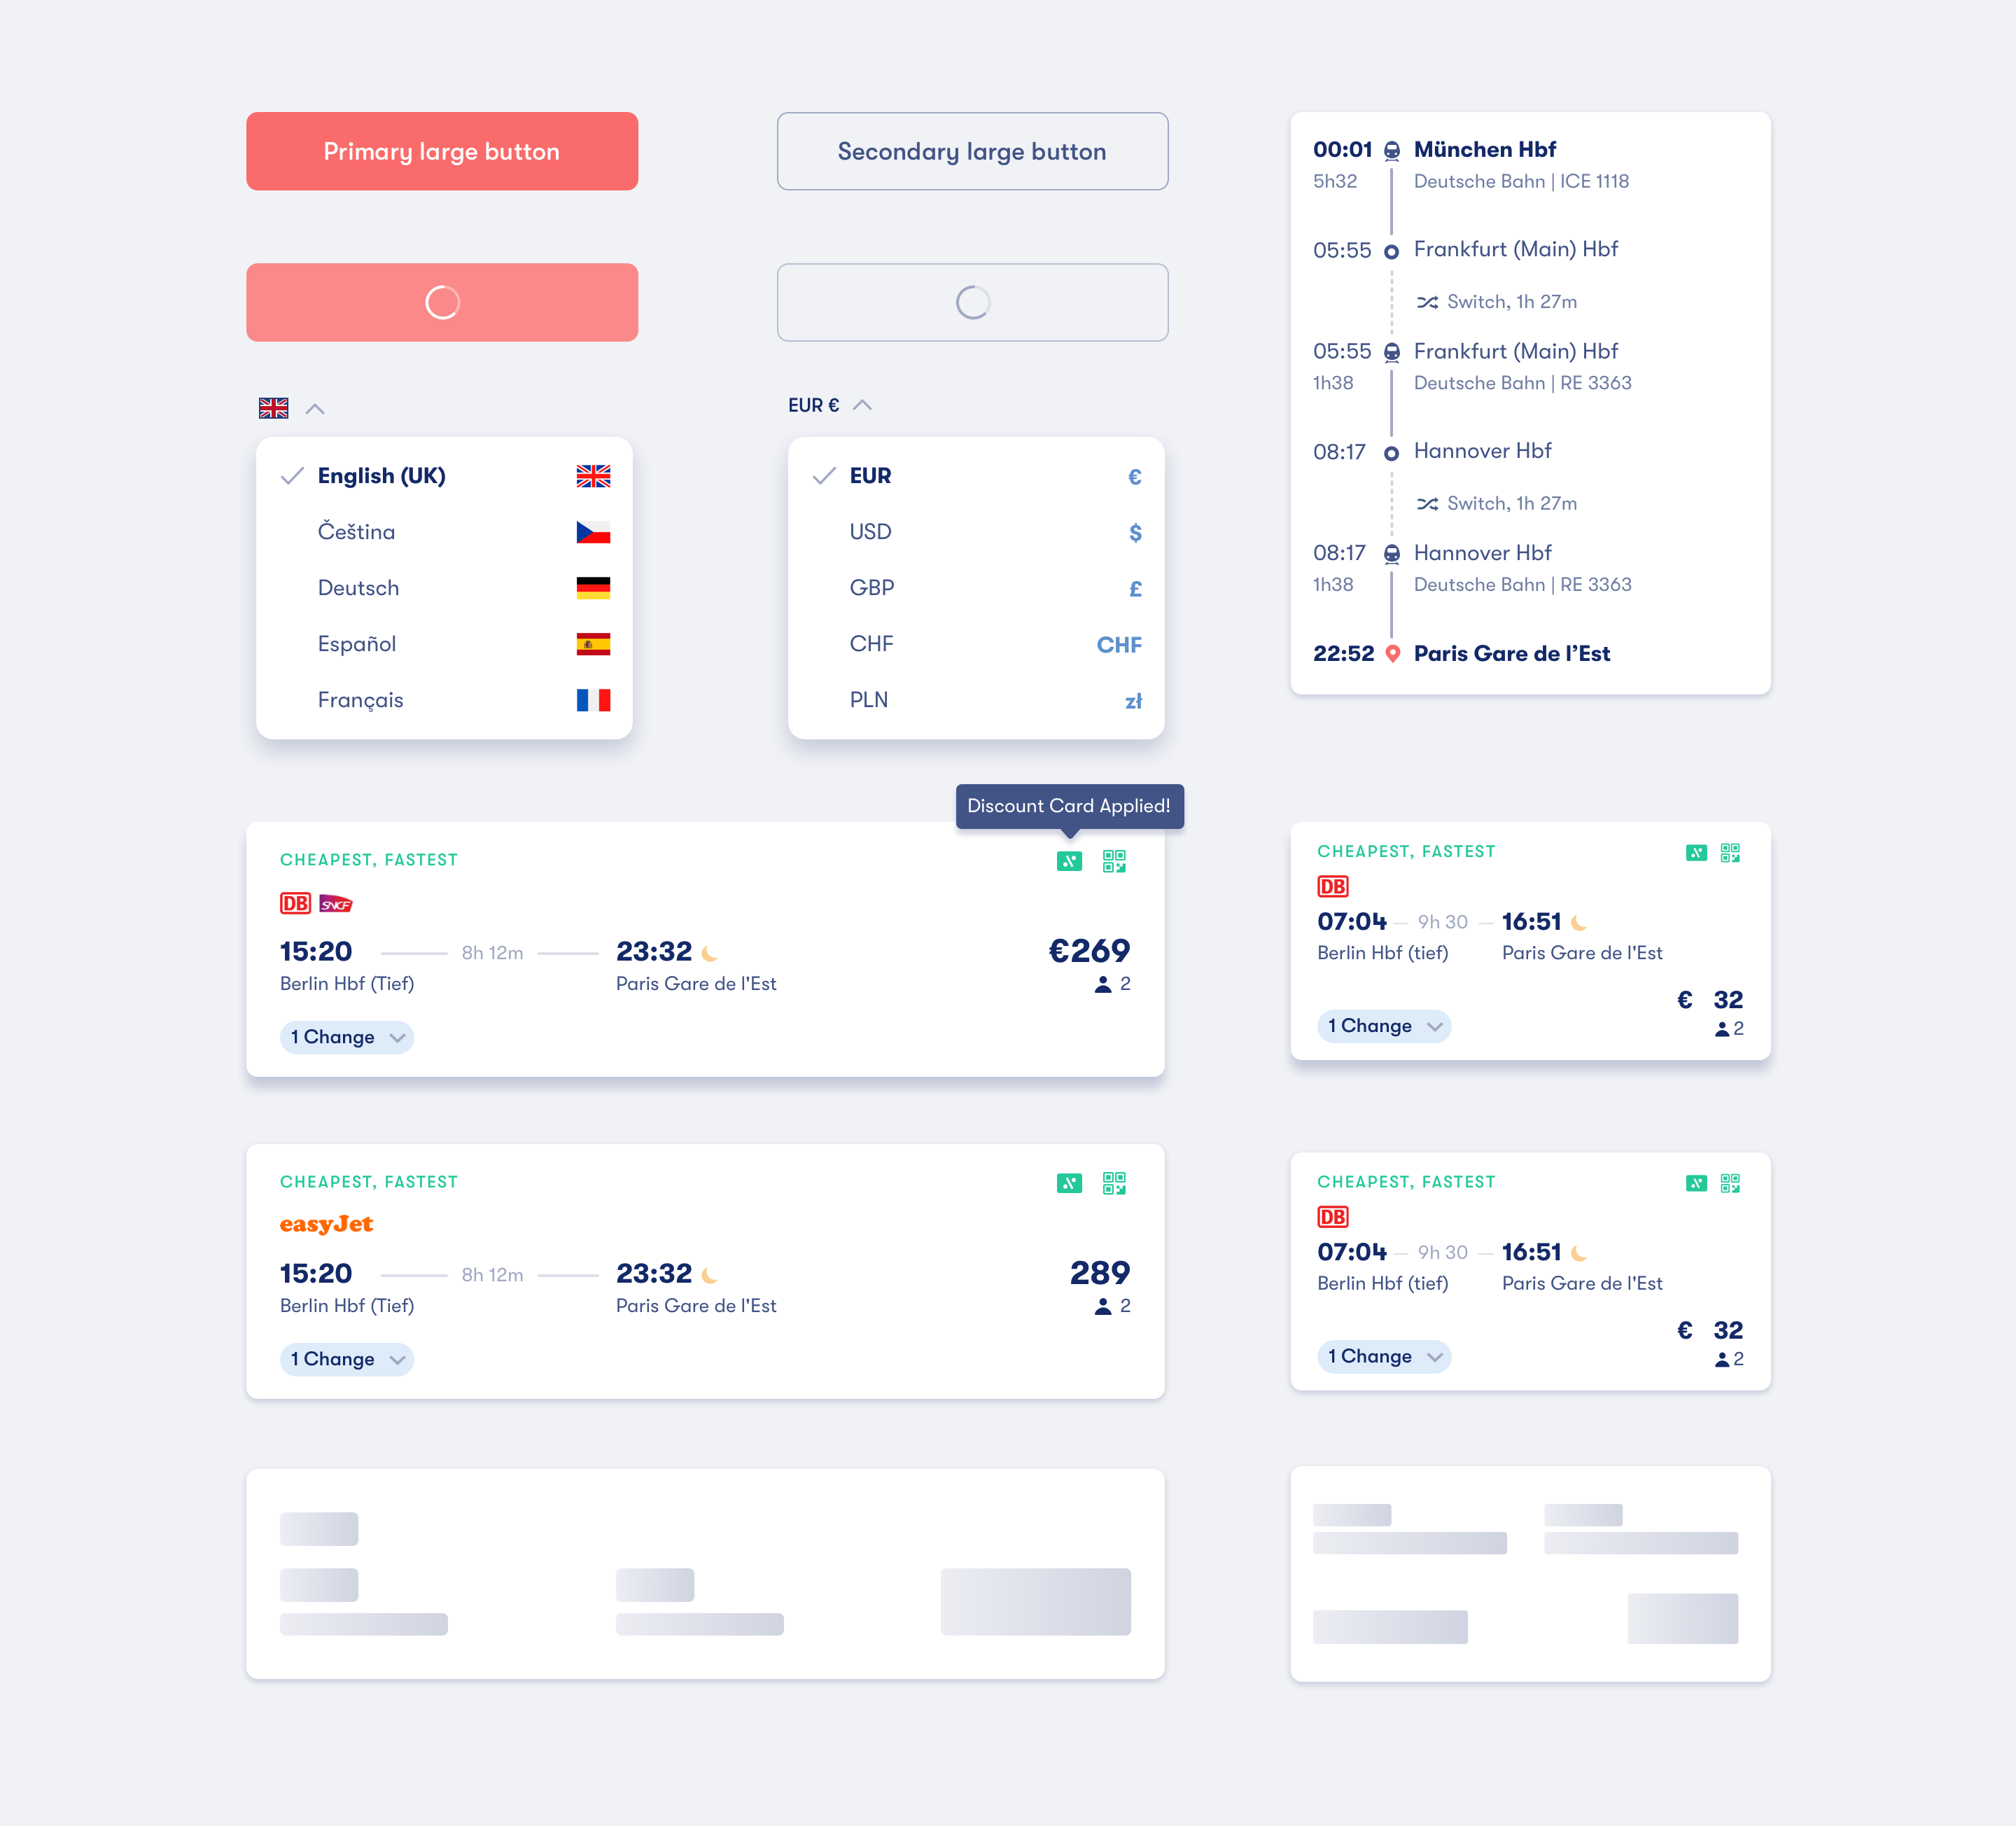 Primary large button
Secondary large button
EUR €
English (UK)
Čeština
Deutsch
Español
Français
EUR €
USD $
GBP £
CHF CHF
PLN zł
00:01 München Hbf
5h32 Deutsche Bahn | ICE 1118
05:55 Frankfurt (Main) Hbf
Switch, 1h 27m
05:55 Frankfurt (Main) Hbf
1h38 Deutsche Bahn | RE 3363
08:17 Hannover Hbf
Switch, 1h 27m
08:17 Hannover Hbf
1h38 Deutsche Bahn | RE 3363
22:52 Paris Gare de l’Est
Discount Card Applied!
CHEAPEST, FASTEST
DB SNCF
15:20 8h 12m 23:32 €269
Berlin Hbf (Tief) Paris Gare de l'Est 2
1 Change
CHEAPEST, FASTEST
DB
07:04 9h 30 16:51
Berlin Hbf (tief) Paris Gare de l'Est
€ 32
1 Change 2
CHEAPEST, FASTEST
easyJet
15:20 8h 12m 23:32 289
Berlin Hbf (Tief) Paris Gare de l'Est 2
1 Change
CHEAPEST, FASTEST
DB
07:04 9h 30 16:51
Berlin Hbf (tief) Paris Gare de l'Est
€ 32
1 Change 2